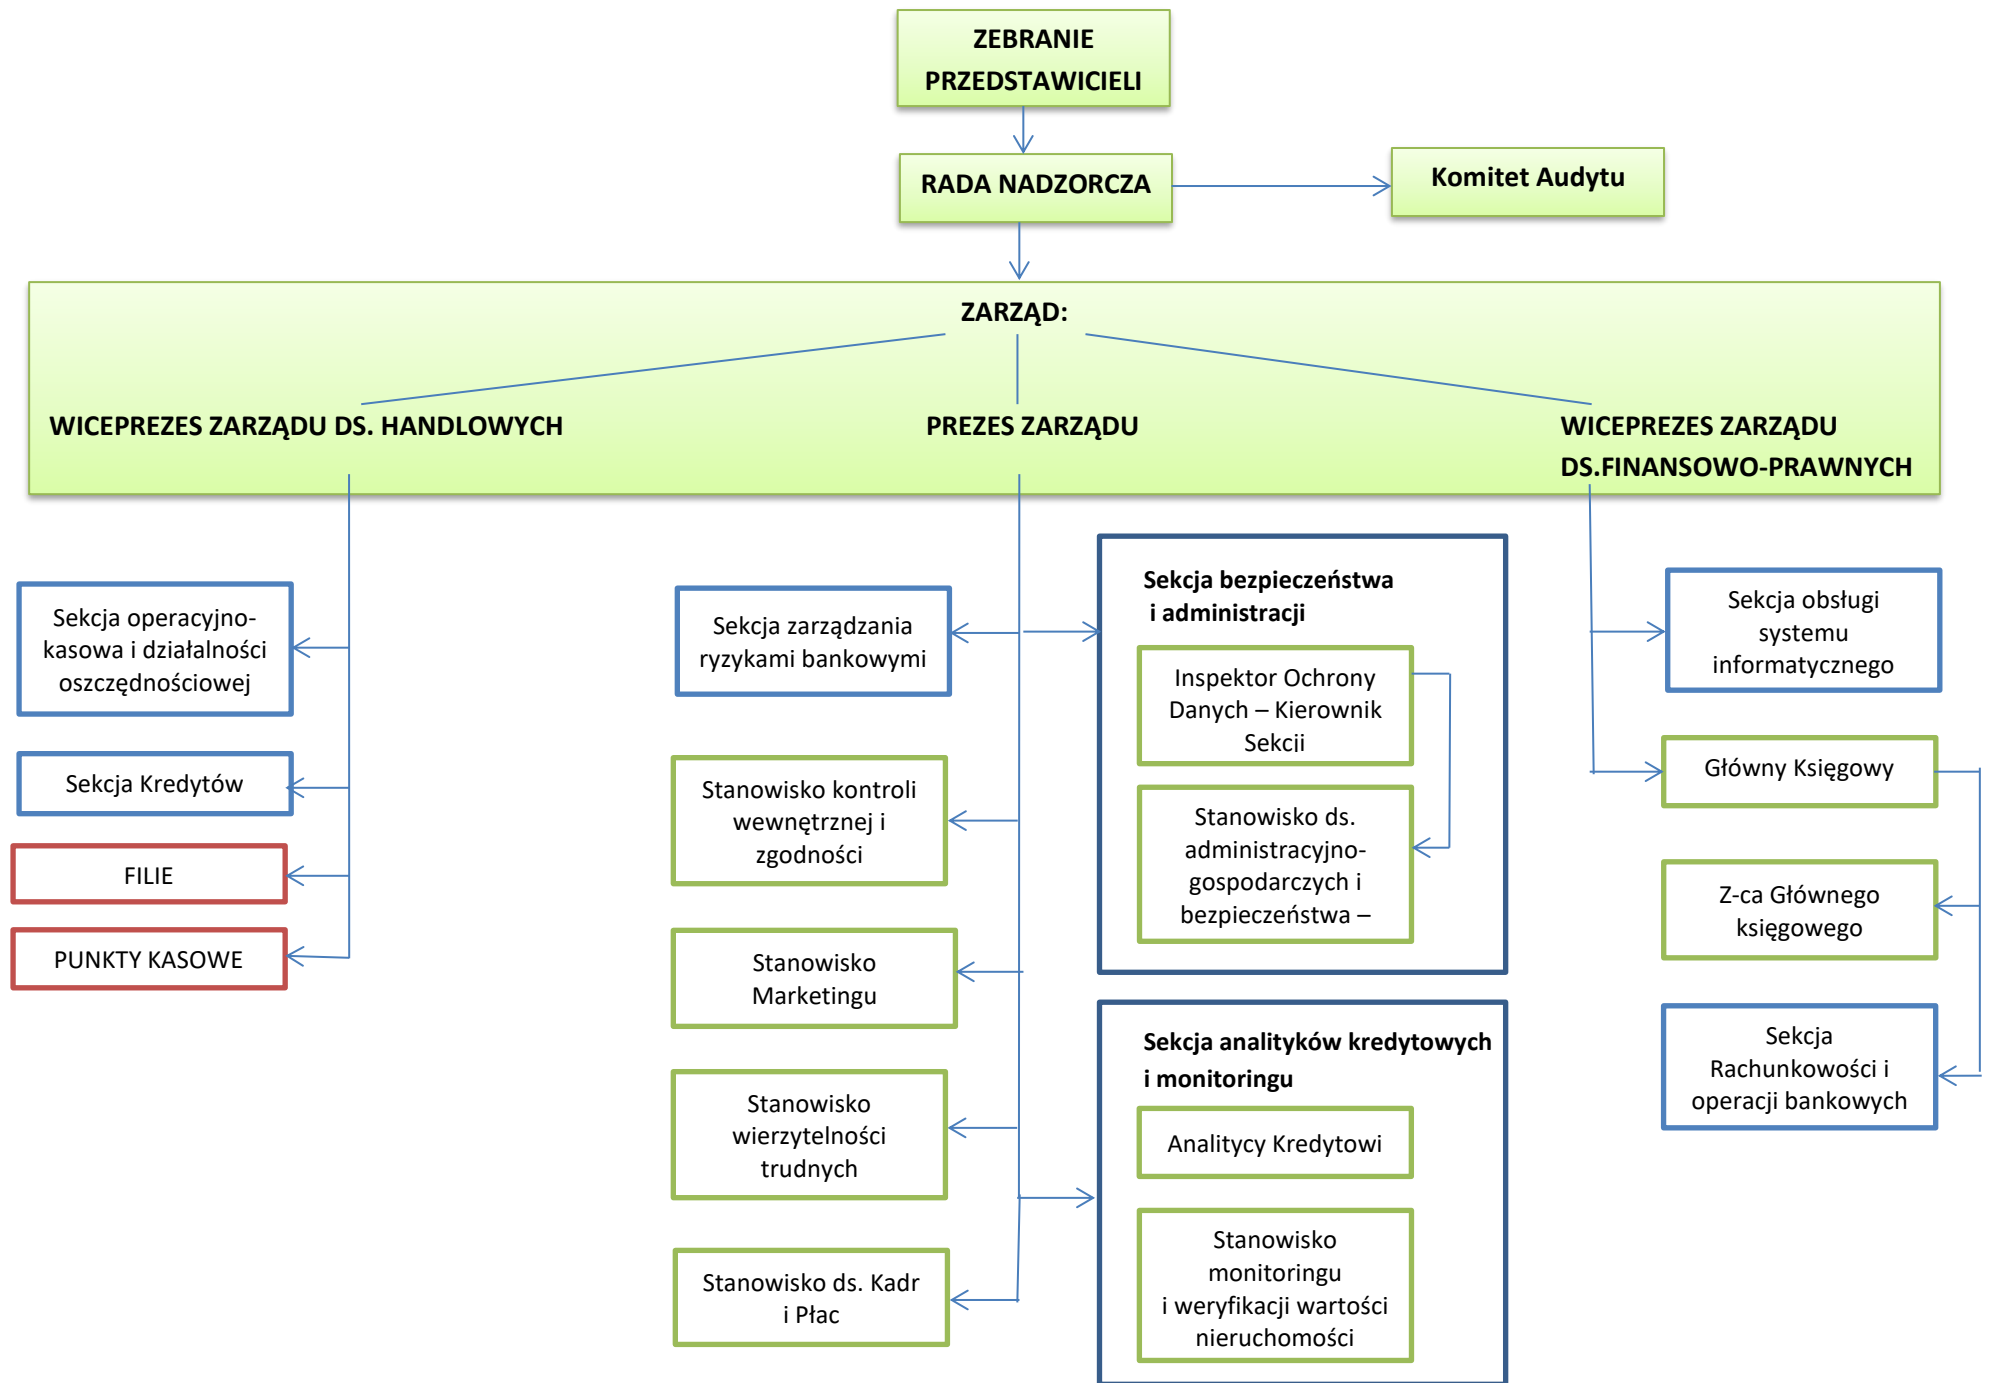 ZEBRANIE
PRZEDSTAWICIELI
RADA NADZORCZA
Komitet Audytu
ZARZĄD:
WICEPREZES ZARZĄDU DS. HANDLOWYCH
PREZES ZARZĄDU
WICEPREZES ZARZĄDU
DS.FINANSOWO-PRAWNYCH
Sekcja operacyjno-
kasowa i działalności
oszczędnościowej
Sekcja Kredytów
FILIE
PUNKTY KASOWE
Sekcja zarządzania
ryzykami bankowymi
Stanowisko kontroli
wewnętrznej i
zgodności
Stanowisko
Marketingu
Stanowisko
wierzytelności
trudnych
Stanowisko ds. Kadr
i Płac
Sekcja bezpieczeństwa
i administracji
Inspektor Ochrony
Danych – Kierownik
Sekcji
Stanowisko ds.
administracyjno-
gospodarczych i
bezpieczeństwa –
Sekcja analityków kredytowych
i monitoringu
Analitycy Kredytowi
Stanowisko
monitoringu
i weryfikacji wartości
nieruchomości
Sekcja obsługi
systemu
informatycznego
Główny Księgowy
Z-ca Głównego
księgowego
Sekcja
Rachunkowości i
operacji bankowych